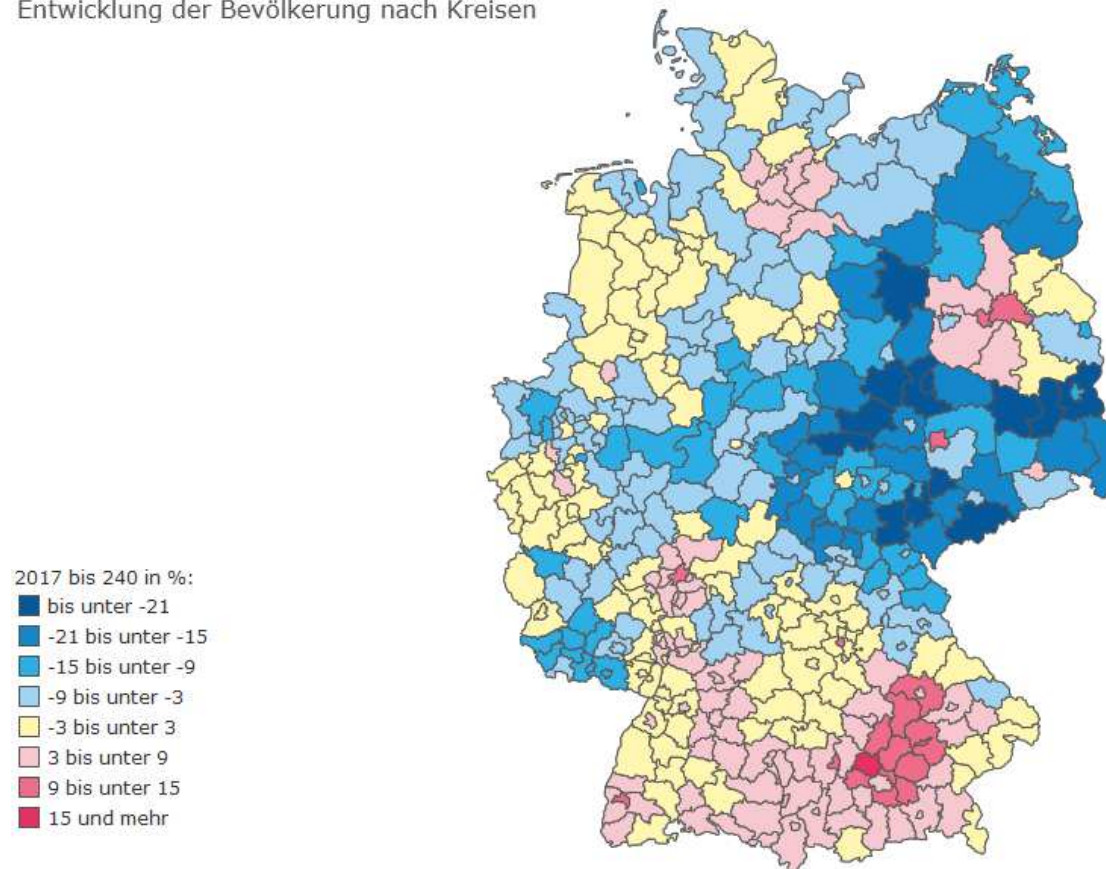 Entwicklung der Bevölkerung nach Kreisen
2017 bis 240 in %:
bis unter -21
-21 bis unter -15
-15 bis unter -9
-9 bis unter -3
-3 bis unter 3
3 bis unter 9
9 bis unter 15
15 und mehr